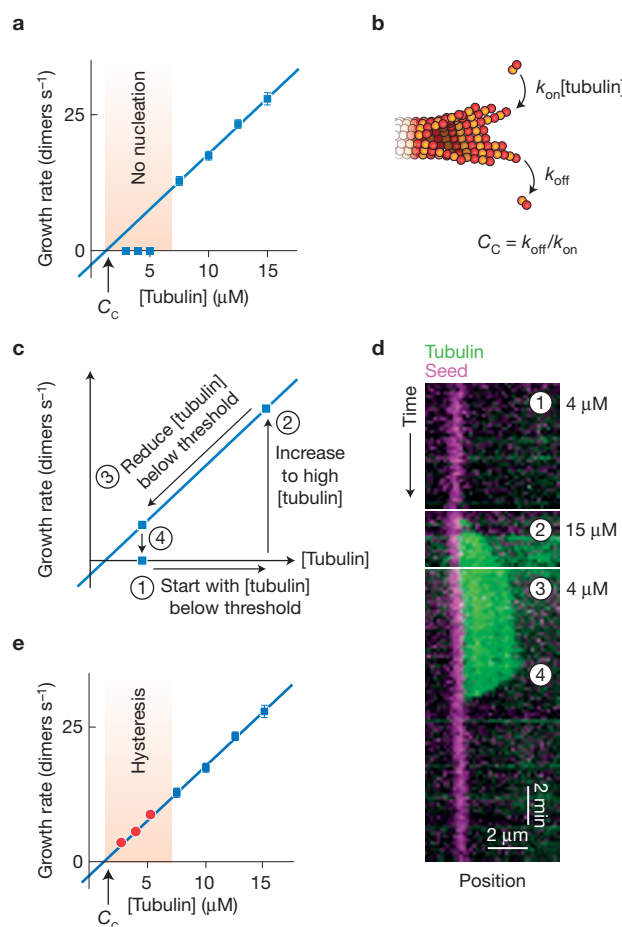 a
Growth rate (dimers s⁻¹)
25
0
No nucleation
5
10
15
[Tubulin] (μM)
C_C
b
k_on[tubulin]
k_off
C_C = k_off/k_on
c
Growth rate (dimers s⁻¹)
③ Reduce [tubulin]
below threshold
②
Increase
to high
[tubulin]
④
[Tubulin]
① Start with [tubulin]
below threshold
d
Tubulin
Seed
Time
① 4 μM
② 15 μM
③ 4 μM
④
2 min
2 μm
Position
e
Growth rate (dimers s⁻¹)
25
0
Hysteresis
5
10
15
[Tubulin] (μM)
C_C